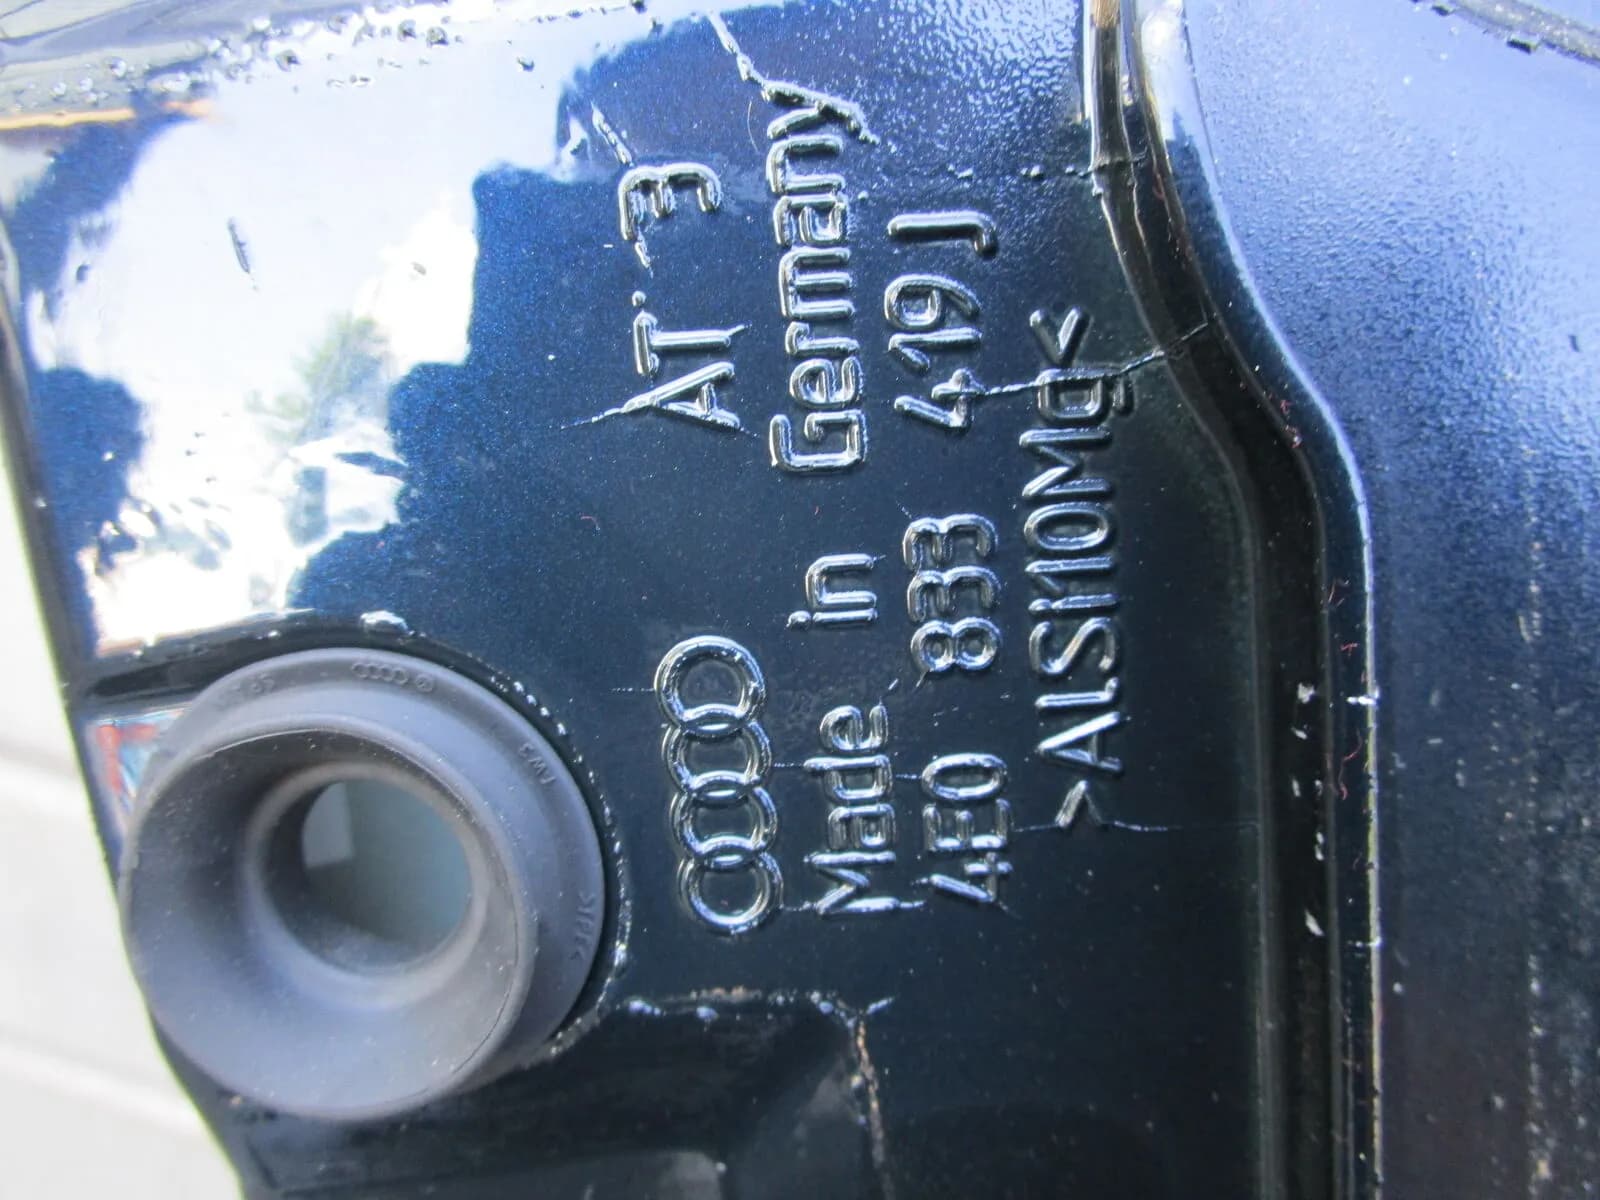 AT 3
Made in Germany
4E0 833 419 J
>ALSi10Mg<